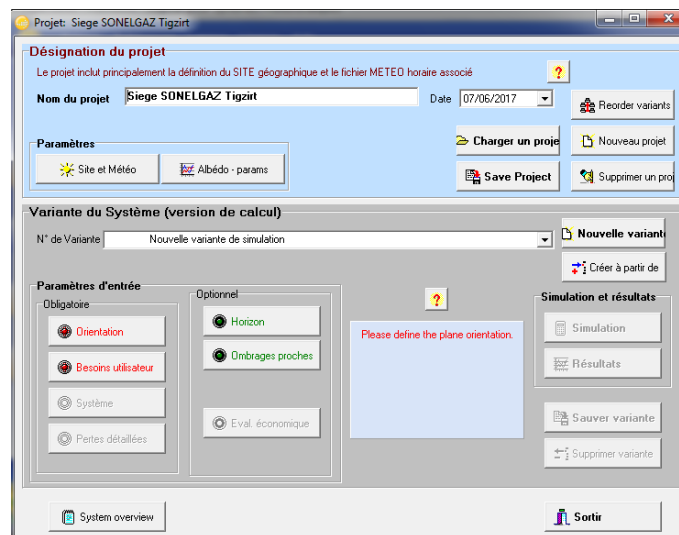 Projet: Siege SONELGAZ Tigzirt
Désignation du projet
Le projet inclut principalement la définition du SITE géographique et le fichier METEO horaire associé
?
Nom du projet Siege SONELGAZ Tigzirt Date 07/06/2017
Reorder variants
Paramètres
Charger un proje
Nouveau projet
Site et Météo
Albédo - params
Save Project
Supprimer un proj
Variante du Système (version de calcul)
N° de Variante Nouvelle variante de simulation
Nouvelle variant
Créer à partir de
Paramètres d'entrée
Obligatoire
Orientation
Besoins utilisateur
Système
Pertes détaillées
Optionnel
Horizon
Ombrages proches
Eval. économique
?
Please define the plane orientation.
Simulation et résultats
Simulation
Résultats
Sauver variante
Supprimer variante
System overview
Sortir